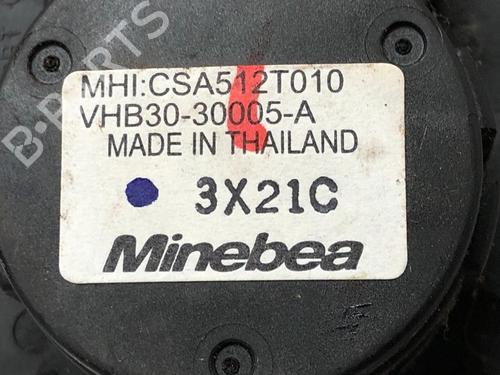 B-PARTS
MHI:CSA512T010
VHB30-30005-A
MADE IN THAILAND
3X21C
Minebea